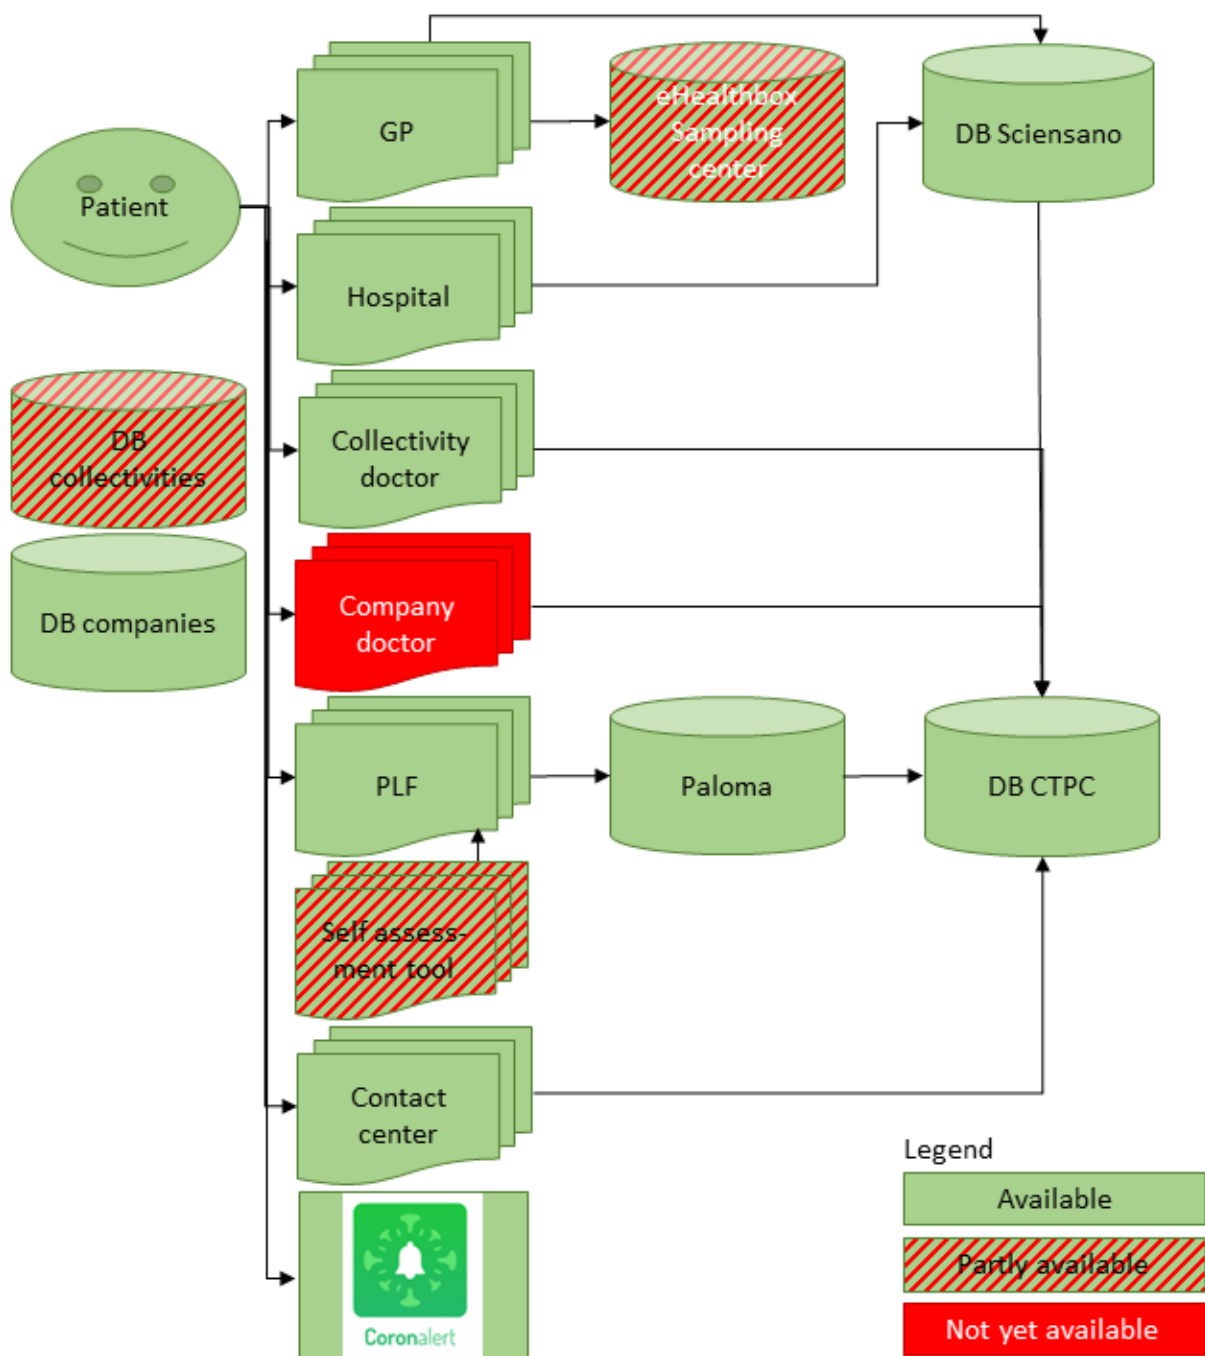 GP
eHealthbox
Sampling
center
DB Sciensano
Patient
Hospital
DB
collectivities
Collectivity
doctor
DB companies
Company
doctor
PLF
Paloma
DB CTPC
Self assess-
ment tool
Contact
center
Coronalert
Legend
Available
Partly available
Not yet available